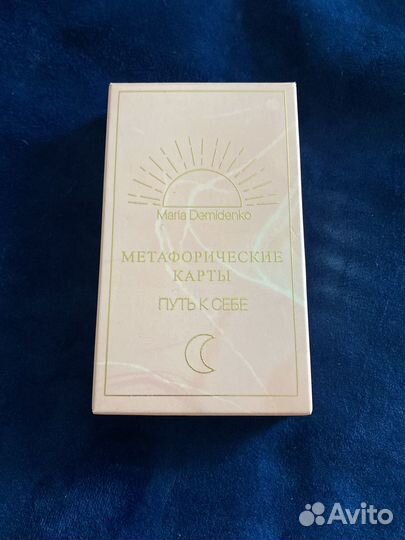 Maria Demidenko
МЕТАФОРИЧЕСКИЕ
КАРТЫ
ПУТЬ К СЕБЕ
Avito